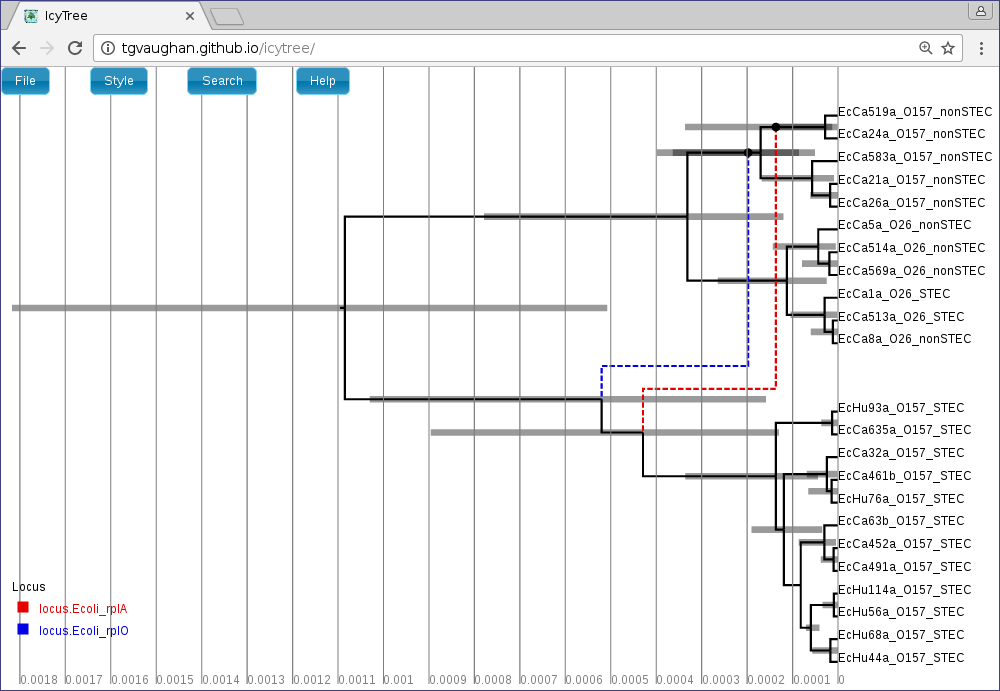 IcyTree
tgvaughan.github.io/icytree/
File Style Search Help
EcCa519a_O157_nonSTEC
EcCa24a_O157_nonSTEC
EcCa583a_O157_nonSTEC
EcCa21a_O157_nonSTEC
EcCa26a_O157_nonSTEC
EcCa5a_O26_nonSTEC
EcCa514a_O26_nonSTEC
EcCa569a_O26_nonSTEC
EcCa1a_O26_STEC
EcCa513a_O26_STEC
EcCa8a_O26_nonSTEC
EcHu93a_O157_STEC
EcCa635a_O157_STEC
EcCa32a_O157_STEC
EcCa461b_O157_STEC
EcHu76a_O157_STEC
EcCa63b_O157_STEC
EcCa452a_O157_STEC
EcCa491a_O157_STEC
EcHu114a_O157_STEC
EcHu56a_O157_STEC
EcHu68a_O157_STEC
EcHu44a_O157_STEC
Locus
locus.Ecoli_rplA
locus.Ecoli_rplO
0.0018 0.0017 0.0016 0.0015 0.0014 0.0013 0.0012 0.0011 0.001 0.0009 0.0008 0.0007 0.0006 0.0005 0.0004 0.0003 0.0002 0.0001 0